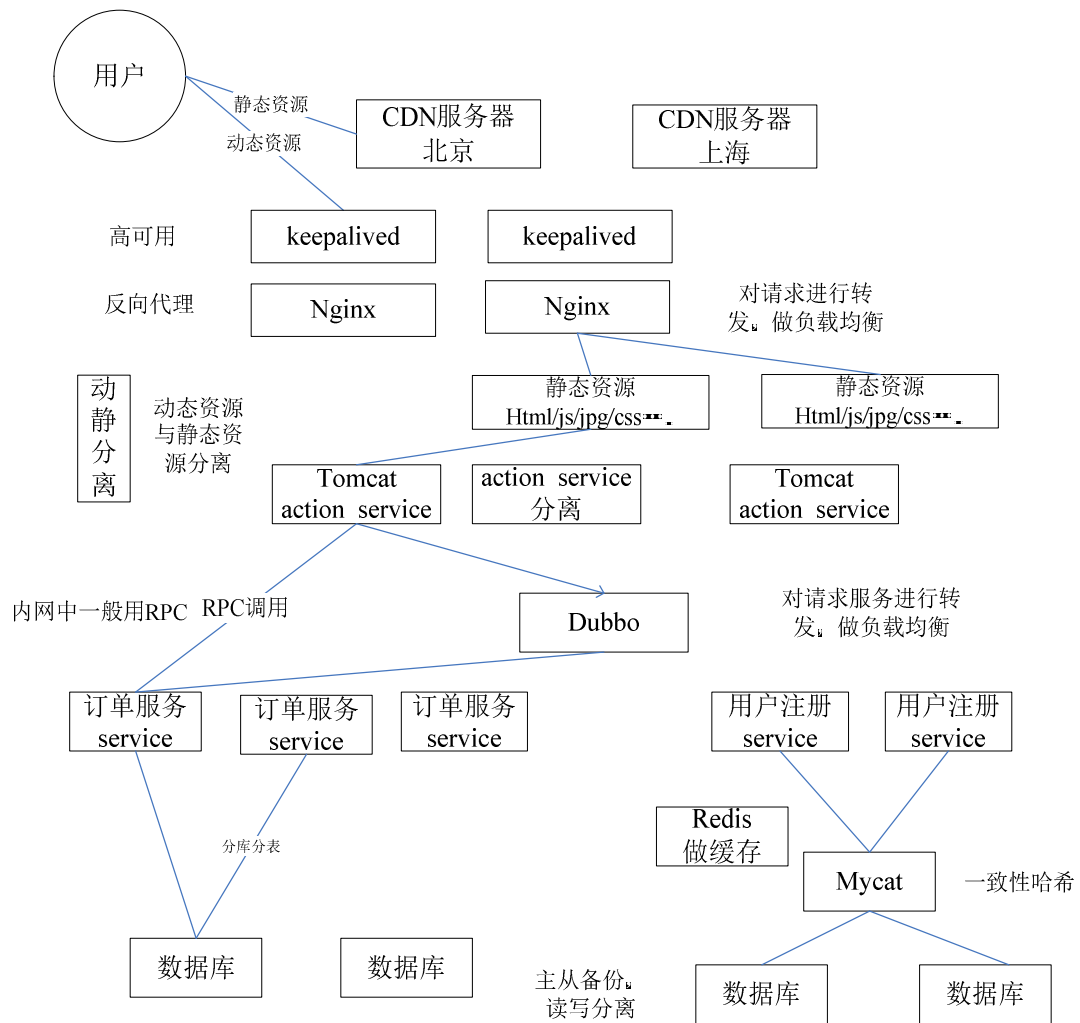 用户
静态资源
动态资源
CDN服务器
北京
CDN服务器
上海
高可用
keepalived
keepalived
反向代理
Nginx
Nginx
对请求进行转
发，做负载均衡
动
静
分
离
动态资源
与静态资
源分离
静态资源
Html/js/jpg/css…。
静态资源
Html/js/jpg/css…。
Tomcat
action service
action service
分离
Tomcat
action service
内网中一般用RPC
RPC调用
Dubbo
对请求服务进行转
发，做负载均衡
订单服务
service
订单服务
service
订单服务
service
用户注册
service
用户注册
service
分库分表
Redis
做缓存
Mycat
一致性哈希
数据库
数据库
主从备份，
读写分离
数据库
数据库